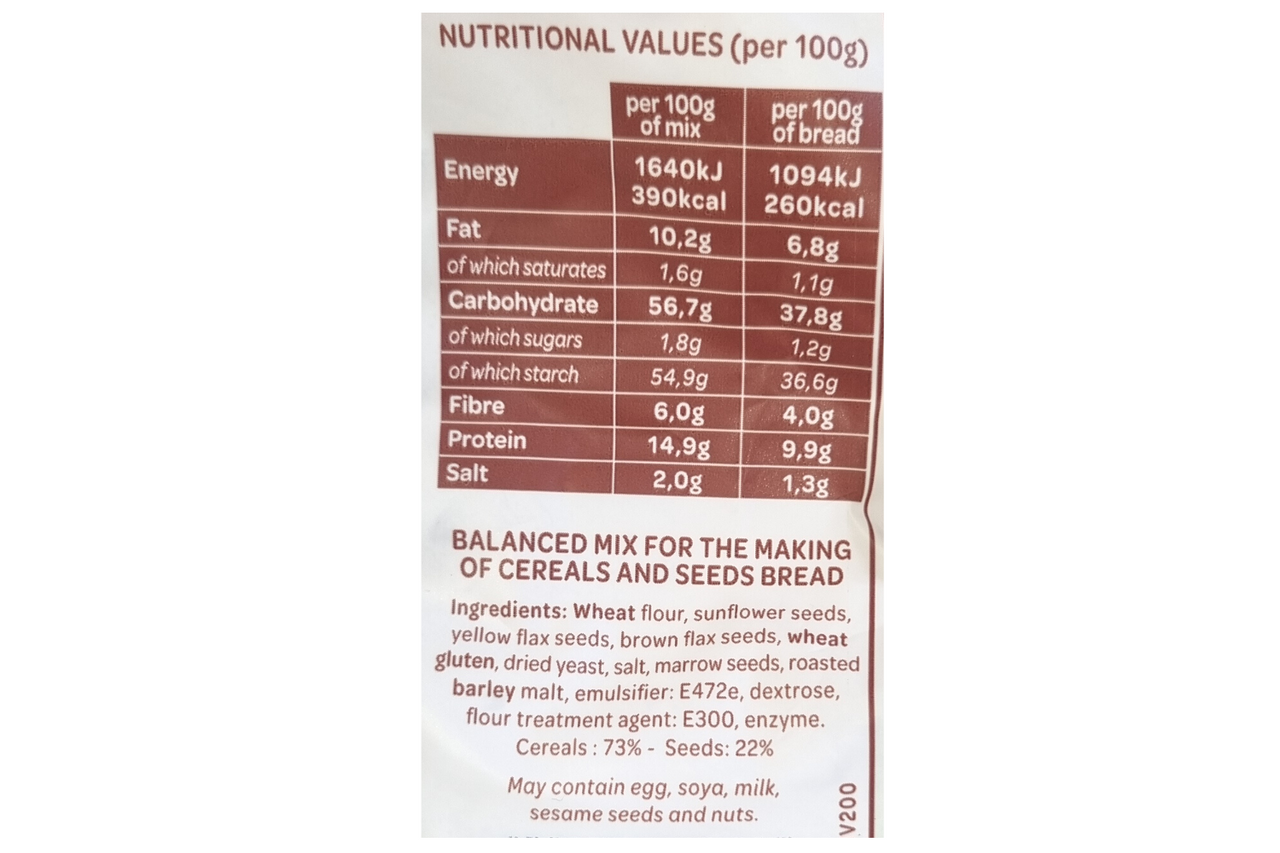 NUTRITIONAL VALUES (per 100g)
per 100g of mix per 100g of bread
Energy 1640kJ 390kcal 1094kJ 260kcal
Fat 10,2g 6,8g
of which saturates 1,6g 1,1g
Carbohydrate 56,7g 37,8g
of which sugars 1,8g 1,2g
of which starch 54,9g 36,6g
Fibre 6,0g 4,0g
Protein 14,9g 9,9g
Salt 2,0g 1,3g
BALANCED MIX FOR THE MAKING
OF CEREALS AND SEEDS BREAD
Ingredients: Wheat flour, sunflower seeds,
yellow flax seeds, brown flax seeds, wheat
gluten, dried yeast, salt, marrow seeds, roasted
barley malt, emulsifier: E472e, dextrose,
flour treatment agent: E300, enzyme.
Cereals : 73% - Seeds: 22%
May contain egg, soya, milk,
sesame seeds and nuts.
V200